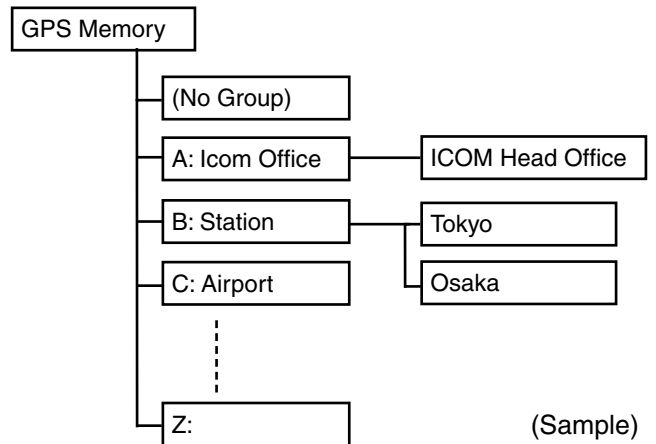 GPS Memory
(No Group)
A: Icom Office
ICOM Head Office
B: Station
Tokyo
C: Airport
Osaka
Z:
(Sample)